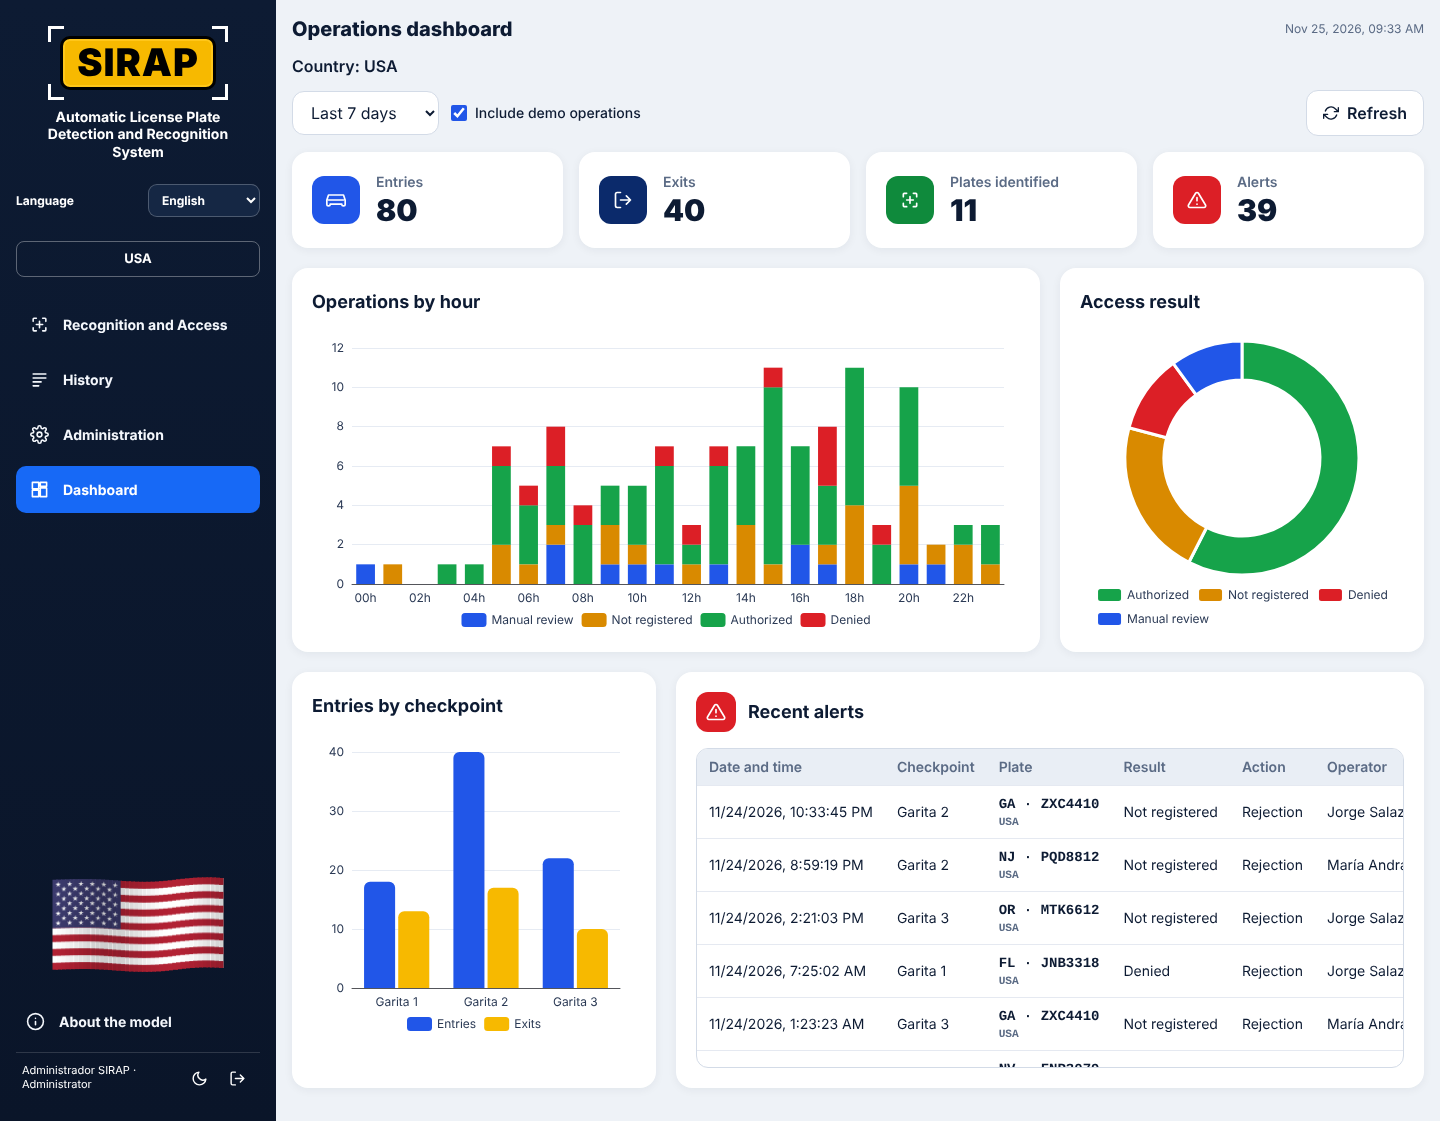 SIRAP
Automatic License Plate
Detection and Recognition
System
Language
English
USA
Recognition and Access
History
Administration
Dashboard
About the model
Administrador SIRAP ·
Administrator
Operations dashboard
Nov 25, 2026, 09:33 AM
Country: USA
Last 7 days
Include demo operations
Refresh
Entries
80
Exits
40
Plates identified
11
Alerts
39
Operations by hour
12
10
8
6
4
2
0
00h 02h 04h 06h 08h 10h 12h 14h 16h 18h 20h 22h
Manual review Not registered Authorized Denied
Access result
Authorized Not registered Denied
Manual review
Entries by checkpoint
40
30
20
10
0
Garita 1 Garita 2 Garita 3
Entries Exits
Recent alerts
Date and time Checkpoint Plate Result Action Operator
11/24/2026, 10:33:45 PM Garita 2 GA · ZXC4410 Not registered Rejection Jorge Salaz
USA
11/24/2026, 8:59:19 PM Garita 2 NJ · PQD8812 Not registered Rejection María Andra
USA
11/24/2026, 2:21:03 PM Garita 3 OR · MTK6612 Not registered Rejection Jorge Salaz
USA
11/24/2026, 7:25:02 AM Garita 1 FL · JNB3318 Denied Rejection Jorge Salaz
USA
11/24/2026, 1:23:23 AM Garita 3 GA · ZXC4410 Not registered Rejection María Andra
USA